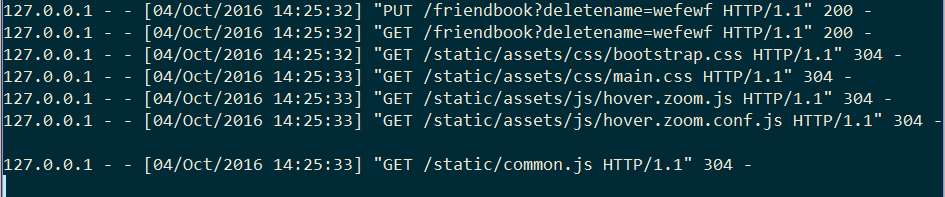 127.0.0.1 - - [04/Oct/2016 14:25:32] "PUT /friendbook?deletename=wefewf HTTP/1.1" 200 -
127.0.0.1 - - [04/Oct/2016 14:25:32] "GET /friendbook?deletename=wefewf HTTP/1.1" 200 -
127.0.0.1 - - [04/Oct/2016 14:25:32] "GET /static/assets/css/bootstrap.css HTTP/1.1" 304 -
127.0.0.1 - - [04/Oct/2016 14:25:33] "GET /static/assets/css/main.css HTTP/1.1" 304 -
127.0.0.1 - - [04/Oct/2016 14:25:33] "GET /static/assets/js/hover.zoom.js HTTP/1.1" 304 -
127.0.0.1 - - [04/Oct/2016 14:25:33] "GET /static/assets/js/hover.zoom.conf.js HTTP/1.1" 304 -
127.0.0.1 - - [04/Oct/2016 14:25:33] "GET /static/common.js HTTP/1.1" 304 -